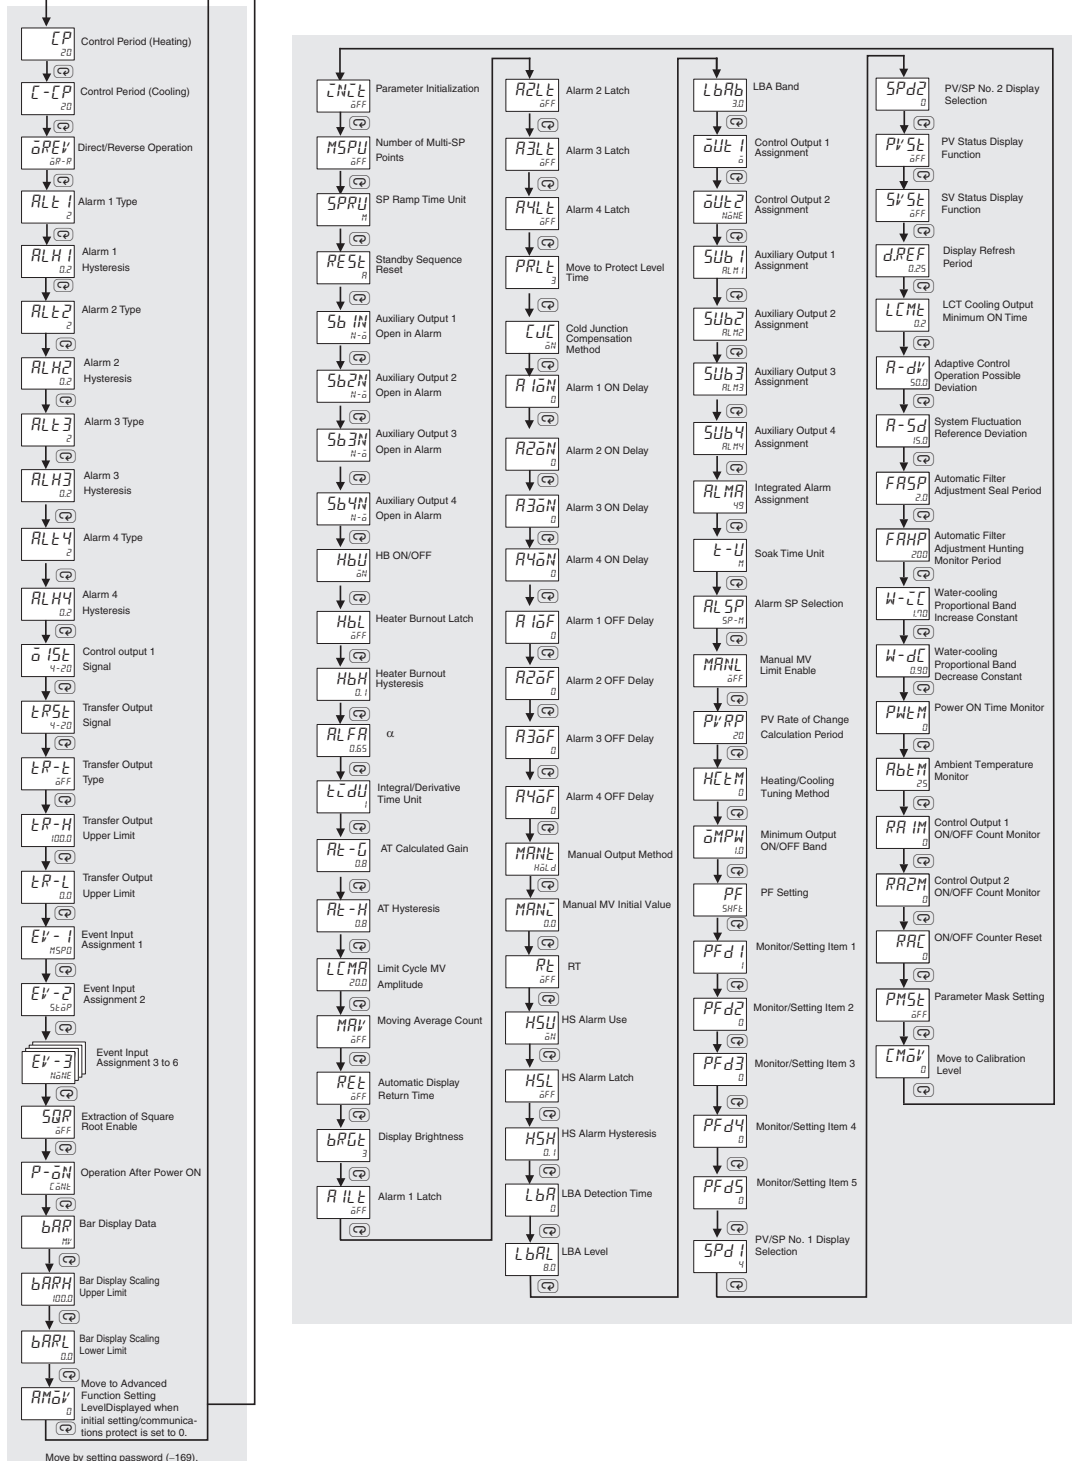 CP
20
Control Period (Heating)
C-CP
20
Control Period (Cooling)
oREV
oR-R
Direct/Reverse Operation
ALt1
2
Alarm 1 Type
ALH1
0.2
Alarm 1
Hysteresis
ALt2
2
Alarm 2 Type
ALH2
0.2
Alarm 2
Hysteresis
ALt3
2
Alarm 3 Type
ALH3
0.2
Alarm 3
Hysteresis
ALt4
2
Alarm 4 Type
ALH4
0.2
Alarm 4
Hysteresis
o1St
4-20
Control output 1
Signal
tRSt
4-20
Transfer Output
Signal
tR-t
oFF
Transfer Output
Type
tR-H
100.0
Transfer Output
Upper Limit
tR-L
0.0
Transfer Output
Upper Limit
EV-1
MSP0
Event Input
Assignment 1
EV-2
StoP
Event Input
Assignment 2
EV-3
NoNE
Event Input
Assignment 3 to 6
SQR
oFF
Extraction of Square
Root Enable
P-oN
CoNt
Operation After Power ON
bAR
MV
Bar Display Data
bARH
100.0
Bar Display Scaling
Upper Limit
bARL
0.0
Bar Display Scaling
Lower Limit
AMoV
0
Move to Advanced
Function Setting
LevelDisplayed when
initial setting/communica-
tions protect is set to 0.
Move by setting password (−169).
iNit
oFF
Parameter Initialization
MSPU
oFF
Number of Multi-SP
Points
SPRU
M
SP Ramp Time Unit
RESt
A
Standby Sequence
Reset
Sb1N
N-o
Auxiliary Output 1
Open in Alarm
Sb2N
N-o
Auxiliary Output 2
Open in Alarm
Sb3N
N-o
Auxiliary Output 3
Open in Alarm
Sb4N
N-o
Auxiliary Output 4
Open in Alarm
HbU
oN
HB ON/OFF
HbL
oFF
Heater Burnout Latch
HbH
0.1
Heater Burnout
Hysteresis
ALFA
0.65
α
tidU
1
Integral/Derivative
Time Unit
At-G
0.8
AT Calculated Gain
At-H
0.8
AT Hysteresis
LCMA
20.0
Limit Cycle MV
Amplitude
MAV
oFF
Moving Average Count
REt
oFF
Automatic Display
Return Time
bRGt
3
Display Brightness
A1Lt
oFF
Alarm 1 Latch
A2Lt
oFF
Alarm 2 Latch
A3Lt
oFF
Alarm 3 Latch
A4Lt
oFF
Alarm 4 Latch
PRLt
3
Move to Protect Level
Time
CJC
oN
Cold Junction
Compensation
Method
A1oN
0
Alarm 1 ON Delay
A2oN
0
Alarm 2 ON Delay
A3oN
0
Alarm 3 ON Delay
A4oN
0
Alarm 4 ON Delay
A1oF
0
Alarm 1 OFF Delay
A2oF
0
Alarm 2 OFF Delay
A3oF
0
Alarm 3 OFF Delay
A4oF
0
Alarm 4 OFF Delay
MANt
HoLd
Manual Output Method
MANi
0.0
Manual MV Initial Value
Rt
oFF
RT
HSU
oN
HS Alarm Use
HSL
oFF
HS Alarm Latch
HSH
0.1
HS Alarm Hysteresis
LbA
0
LBA Detection Time
LbAL
8.0
LBA Level
LbAb
3.0
LBA Band
oUt1
o
Control Output 1
Assignment
oUt2
NoNE
Control Output 2
Assignment
SUb1
ALM1
Auxiliary Output 1
Assignment
SUb2
ALM2
Auxiliary Output 2
Assignment
SUb3
ALM3
Auxiliary Output 3
Assignment
SUb4
ALM4
Auxiliary Output 4
Assignment
ALMA
49
Integrated Alarm
Assignment
t-U
M
Soak Time Unit
ALSP
SP-M
Alarm SP Selection
MANL
oFF
Manual MV
Limit Enable
PVRP
20
PV Rate of Change
Calculation Period
HCtM
0
Heating/Cooling
Tuning Method
oMPW
1.0
Minimum Output
ON/OFF Band
PF
SHFt
PF Setting
PFd1
1
Monitor/Setting Item 1
PFd2
0
Monitor/Setting Item 2
PFd3
0
Monitor/Setting Item 3
PFd4
0
Monitor/Setting Item 4
PFd5
0
Monitor/Setting Item 5
SPd1
4
PV/SP No. 1 Display
Selection
SPd2
0
PV/SP No. 2 Display
Selection
PVSt
oFF
PV Status Display
Function
SVSt
oFF
SV Status Display
Function
d.REF
0.25
Display Refresh
Period
LCMt
0.2
LCT Cooling Output
Minimum ON Time
A-dV
50.0
Adaptive Control
Operation Possible
Deviation
A-Sd
15.0
System Fluctuation
Reference Deviation
FASP
2.0
Automatic Filter
Adjustment Seal Period
FAHP
20.0
Automatic Filter
Adjustment Hunting
Monitor Period
W-iC
1.70
Water-cooling
Proportional Band
Increase Constant
W-dC
0.90
Water-cooling
Proportional Band
Decrease Constant
PWtM
0
Power ON Time Monitor
AbtM
25
Ambient Temperature
Monitor
RA1M
0
Control Output 1
ON/OFF Count Monitor
RA2M
0
Control Output 2
ON/OFF Count Monitor
RAC
0
ON/OFF Counter Reset
PMSt
oFF
Parameter Mask Setting
CMoV
0
Move to Calibration
Level